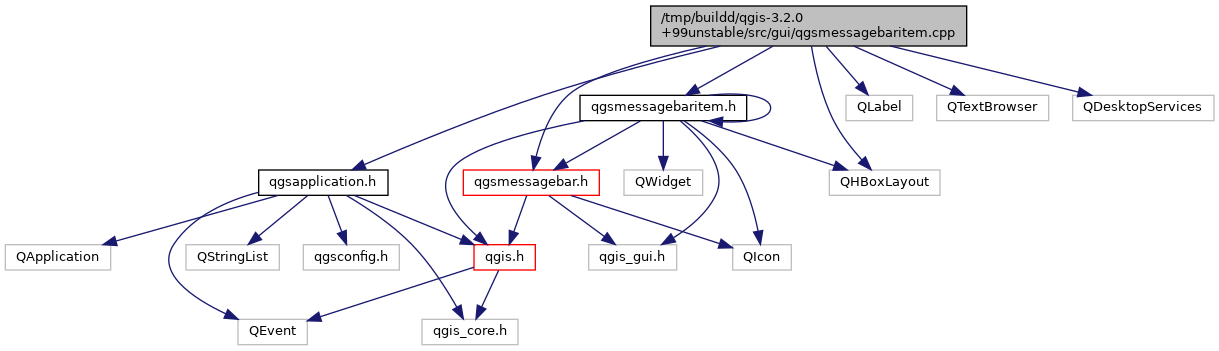 /tmp/buildd/qgis-3.2.0
+99unstable/src/gui/qgsmessagebaritem.cpp
qgsmessagebaritem.h
QLabel
QTextBrowser
QDesktopServices
qgsapplication.h
qgsmessagebar.h
QWidget
QHBoxLayout
QApplication
QStringList
qgsconfig.h
qgis.h
qgis_gui.h
QIcon
QEvent
qgis_core.h